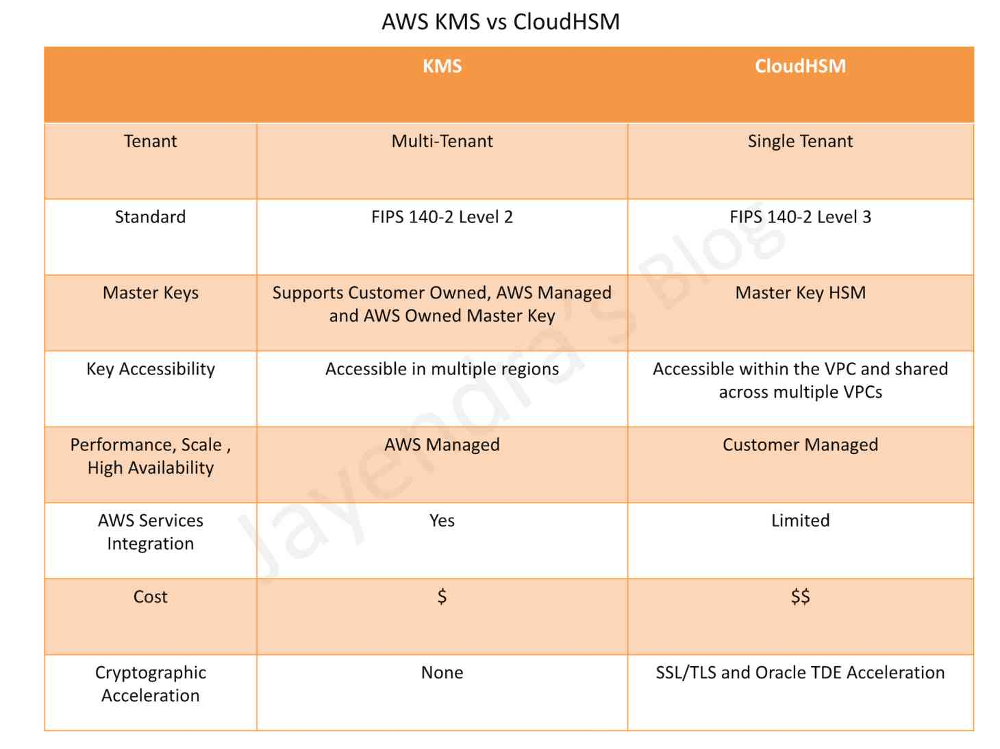 AWS KMS vs CloudHSM
KMS
CloudHSM
Tenant
Multi-Tenant
Single Tenant
Standard
FIPS 140-2 Level 2
FIPS 140-2 Level 3
Master Keys
Supports Customer Owned, AWS Managed
and AWS Owned Master Key
Master Key HSM
Key Accessibility
Accessible in multiple regions
Accessible within the VPC and shared
across multiple VPCs
Performance, Scale ,
High Availability
AWS Managed
Customer Managed
AWS Services
Integration
Yes
Limited
Cost
$
$$
Cryptographic
Acceleration
None
SSL/TLS and Oracle TDE Acceleration
Jayendra's Blog